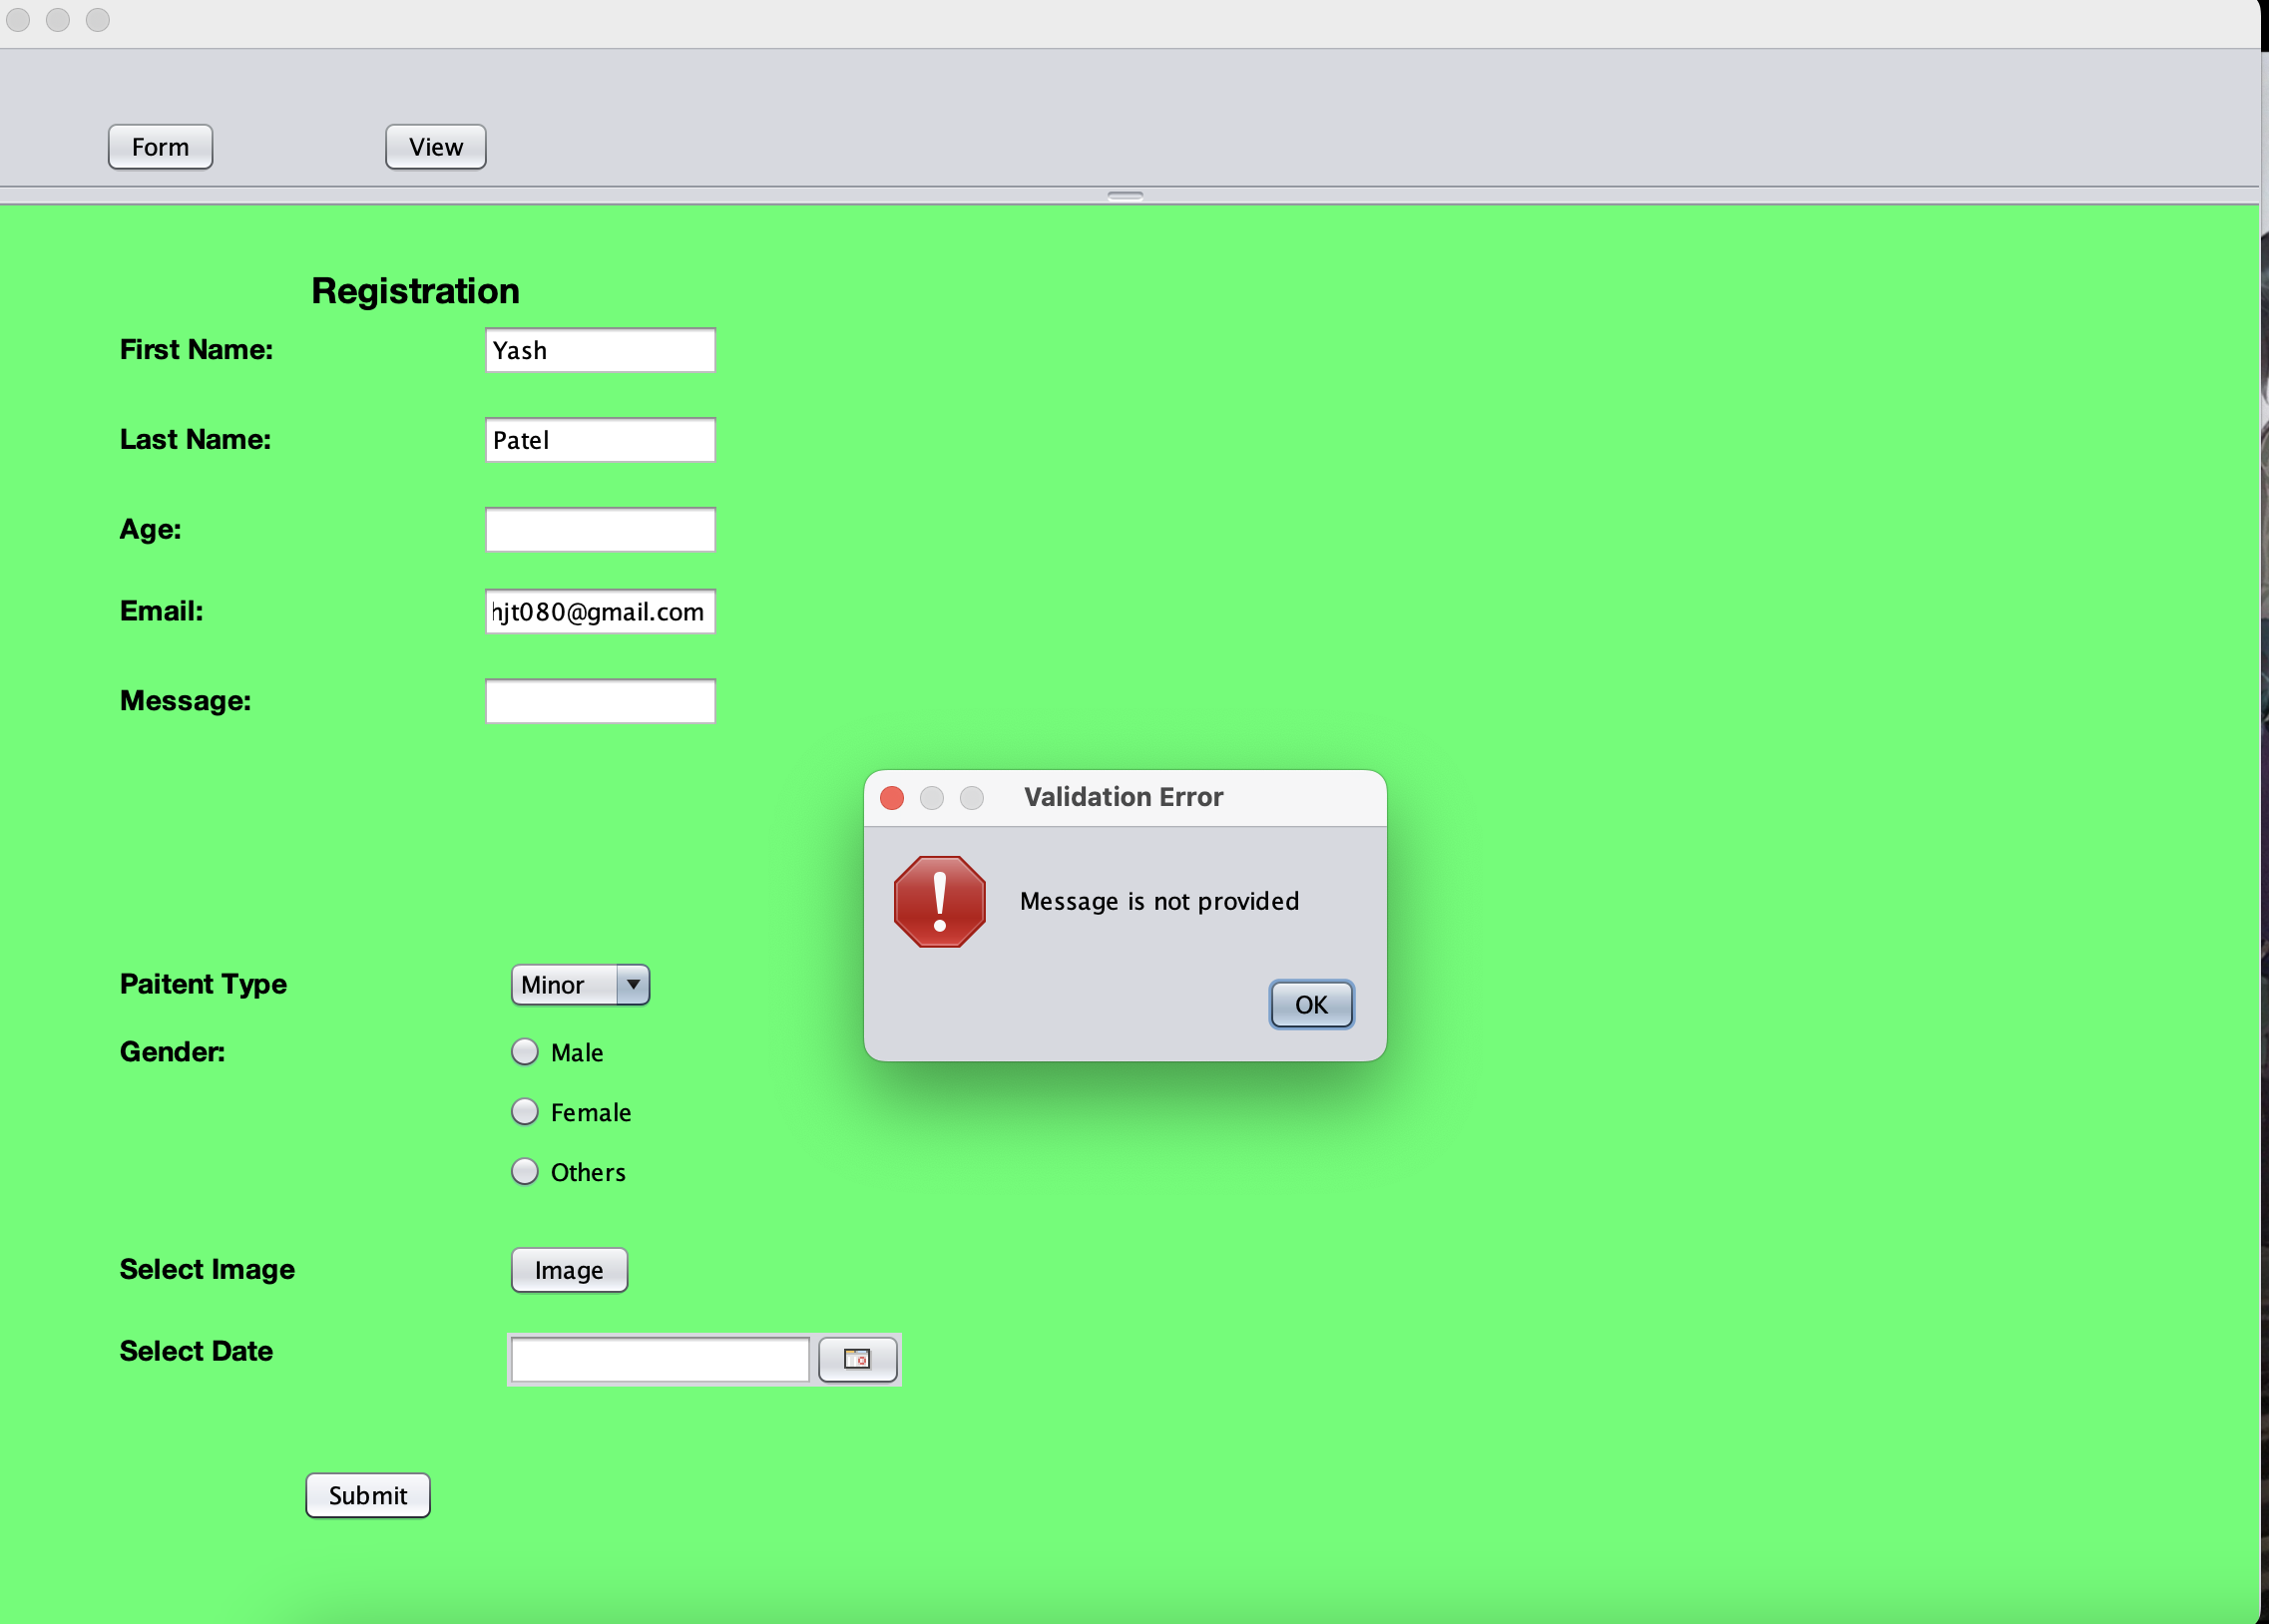 Form View
Registration
First Name: Yash
Last Name: Patel
Age:
Email: hjt080@gmail.com
Message:
Validation Error
Message is not provided
OK
Paitent Type Minor
Gender: Male
Female
Others
Select Image Image
Select Date
Submit